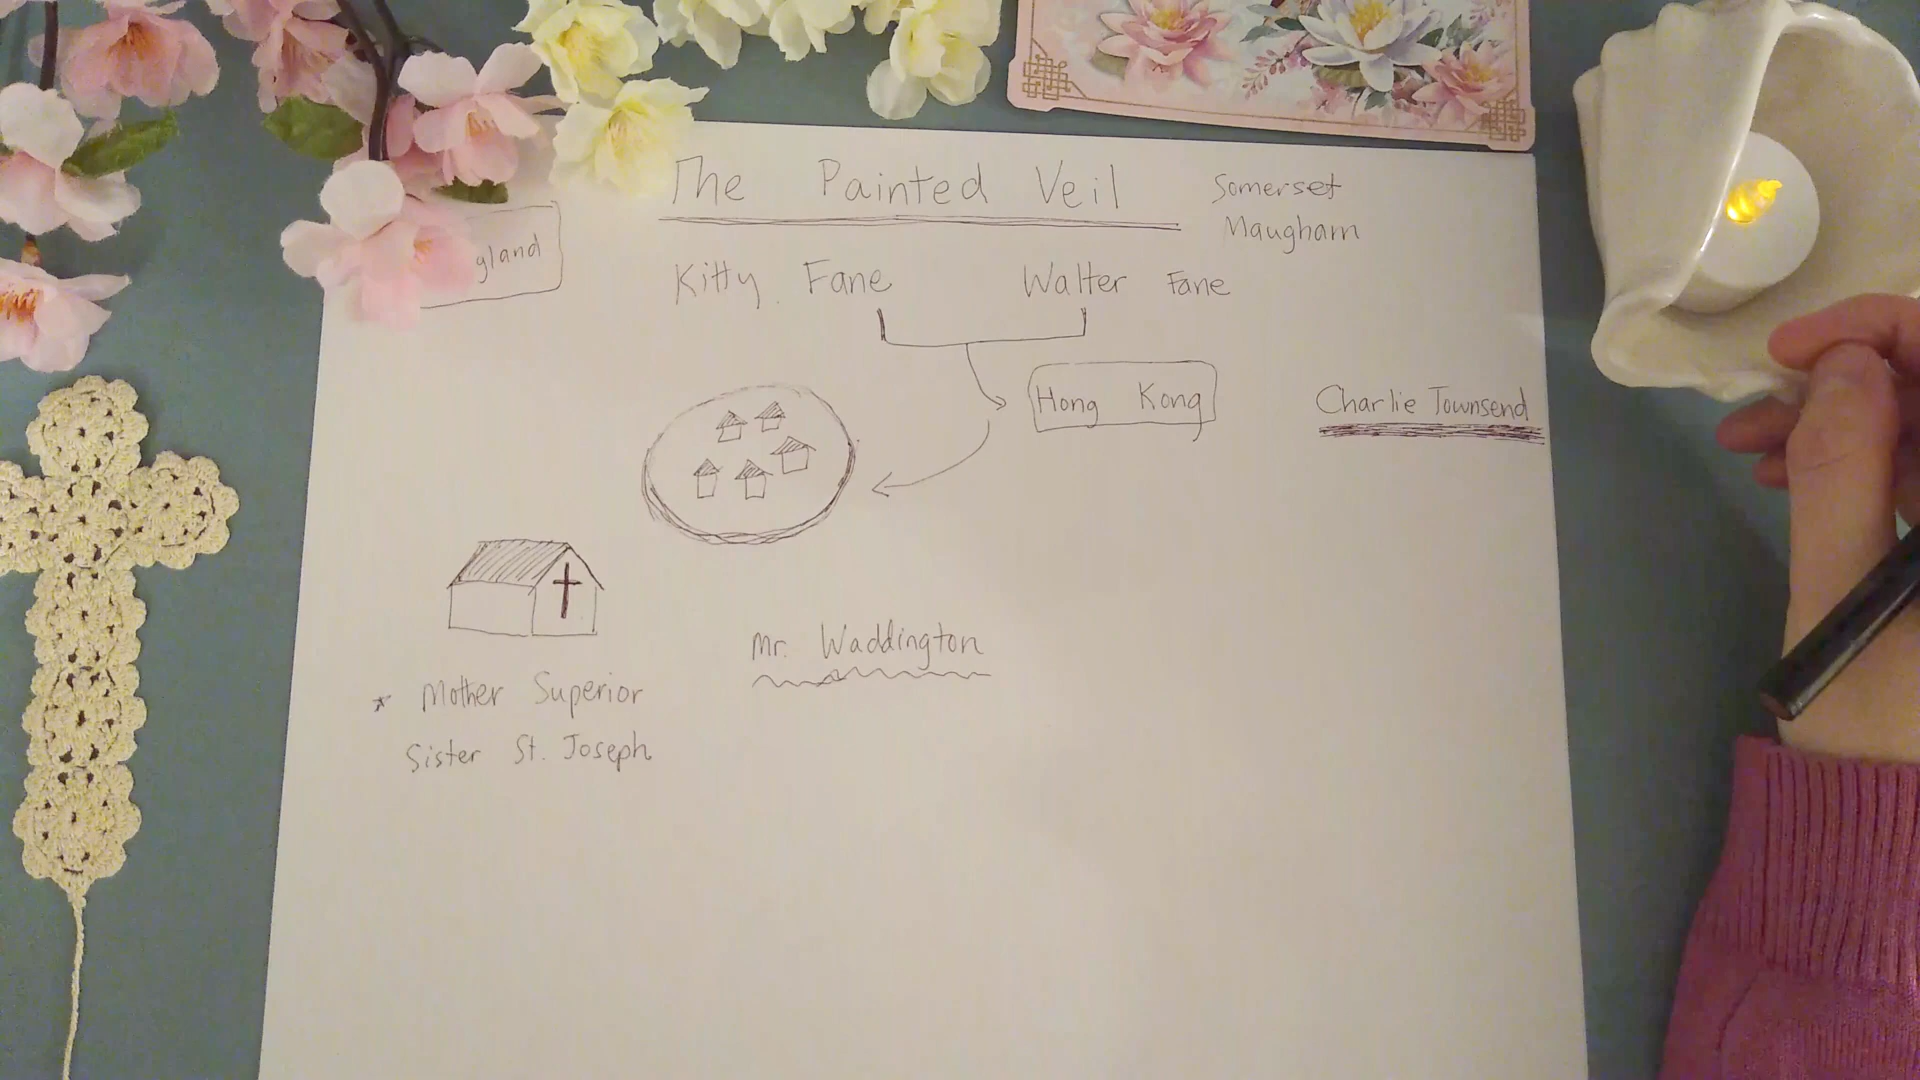 The Painted Veil
Somerset
Maugham
gland
Kitty Fane Walter Fane
Hong Kong
Charlie Townsend
Mr. Waddington
* Mother Superior
Sister St. Joseph